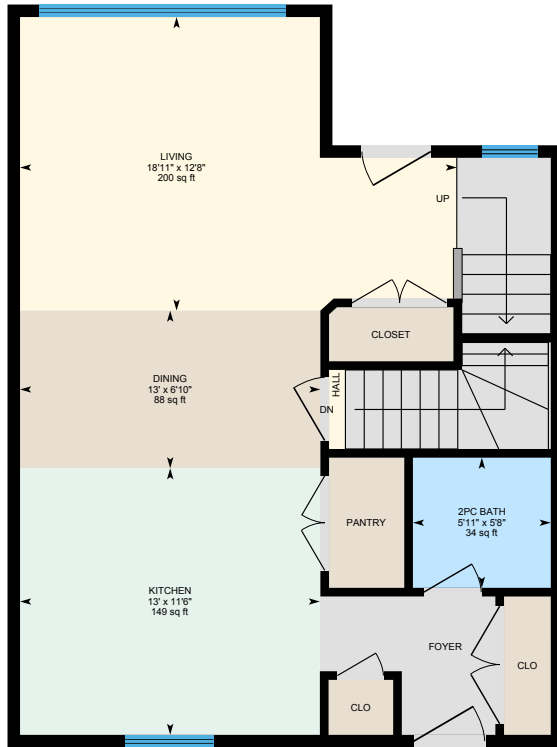 LIVING
18'11" x 12'8"
200 sq ft
UP
CLOSET
DINING
13' x 6'10"
88 sq ft
HALL
DN
PANTRY
2PC BATH
5'11" x 5'8"
34 sq ft
KITCHEN
13' x 11'6"
149 sq ft
FOYER
CLO
CLO